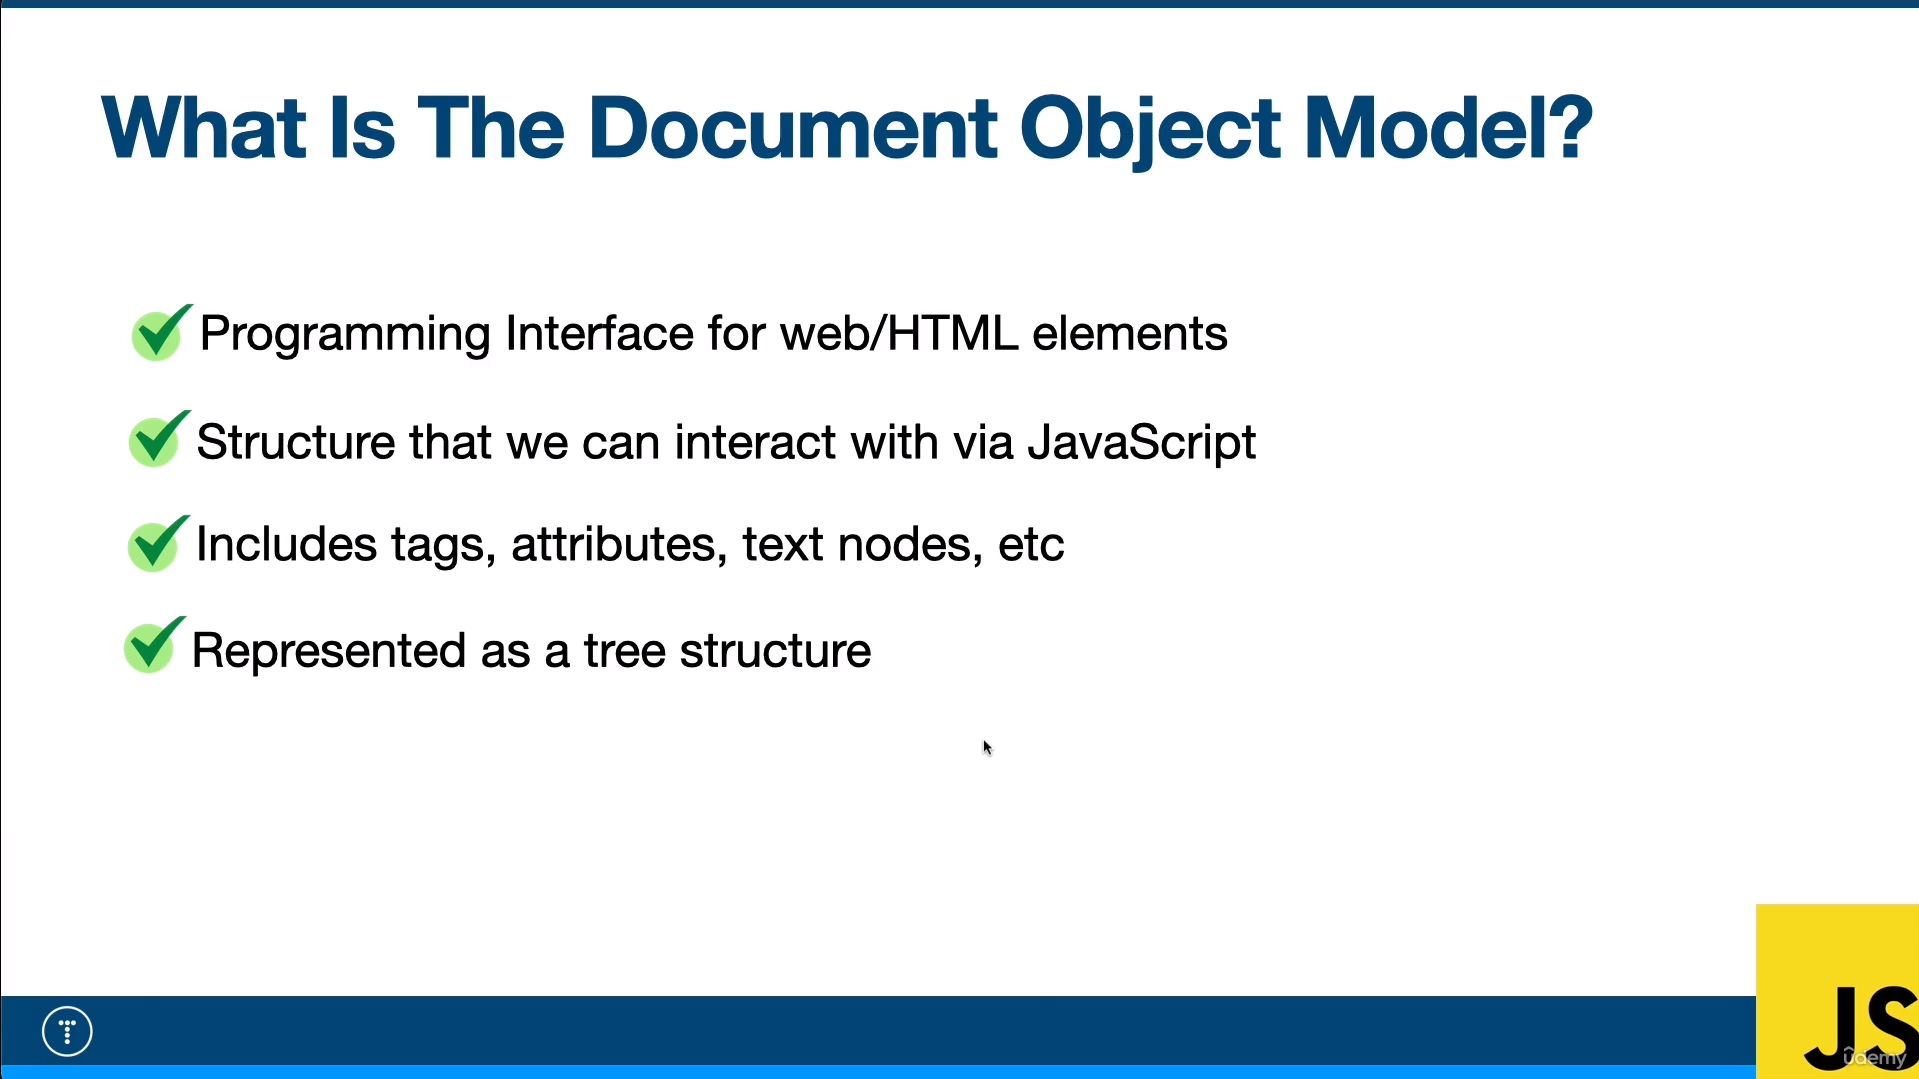 What Is The Document Object Model?
Programming Interface for web/HTML elements
Structure that we can interact with via JavaScript
Includes tags, attributes, text nodes, etc
Represented as a tree structure
JS
ûdemy